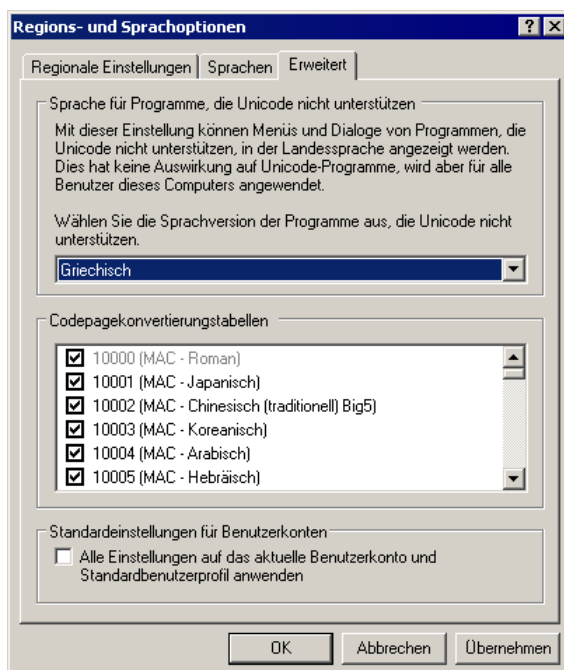 Regions- und Sprachoptionen
Regionale Einstellungen Sprachen Erweitert
Sprache für Programme, die Unicode nicht unterstützen
Mit dieser Einstellung können Menüs und Dialoge von Programmen, die
Unicode nicht unterstützen, in der Landessprache angezeigt werden.
Dies hat keine Auswirkung auf Unicode-Programme, wird aber für alle
Benutzer dieses Computers angewendet.
Wählen Sie die Sprachversion der Programme aus, die Unicode nicht
unterstützen.
Griechisch
Codepagekonvertierungstabellen
10000 (MAC - Roman)
10001 (MAC - Japanisch)
10002 (MAC - Chinesisch (traditionell) Big5)
10003 (MAC - Koreanisch)
10004 (MAC - Arabisch)
10005 (MAC - Hebräisch)
Standardeinstellungen für Benutzerkonten
Alle Einstellungen auf das aktuelle Benutzerkonto und
Standardbenutzerprofil anwenden
OK Abbrechen Übernehmen